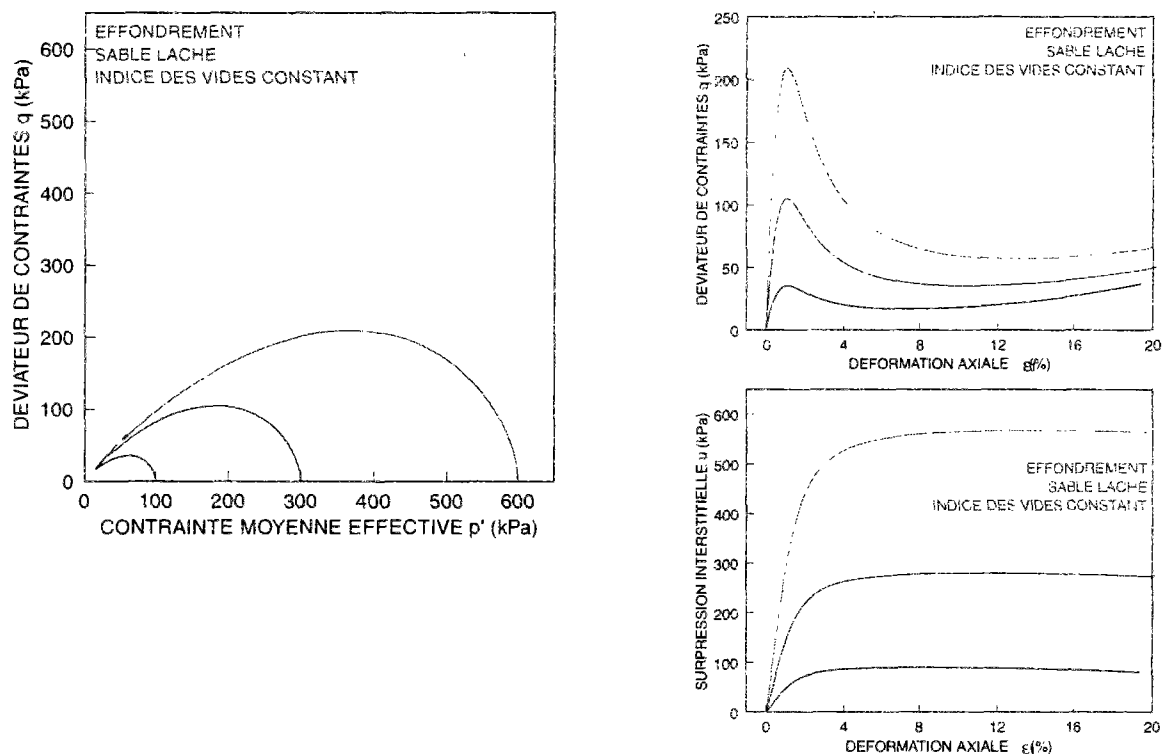 EFFONDREMENT
SABLE LACHE
INDICE DES VIDES CONSTANT
DEVIATEUR DE CONTRAINTES q (kPa)
600
500
400
300
200
100
0
0 100 200 300 400 500 600
CONTRAINTE MOYENNE EFFECTIVE p' (kPa)
EFFONDREMENT
SABLE LACHE
INDICE DES VIDES CONSTANT
DEVIATEUR DE CONTRAINTES q (kPa)
250
200
150
100
50
0
0 4 8 12 16 20
DEFORMATION AXIALE ε(%)
EFFONDREMENT
SABLE LACHE
INDICE DES VIDES CONSTANT
SURPRESSION INTERSTITIELLE u (kPa)
600
500
400
300
200
100
0
0 4 8 12 16 20
DEFORMATION AXIALE ε(%)